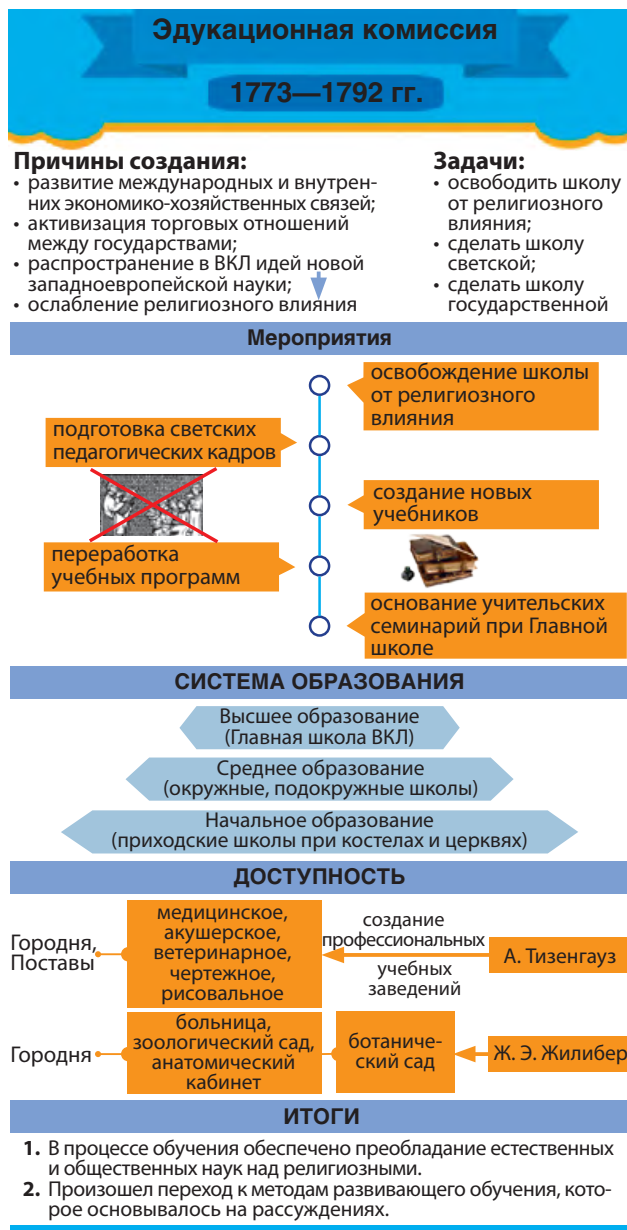 Эдукационная комиссия
1773—1792 гг.
Причины создания:
• развитие международных и внутрен-
них экономико-хозяйственных связей;
• активизация торговых отношений
между государствами;
• распространение в ВКЛ идей новой
западноевропейской науки;
• ослабление религиозного влияния
Задачи:
• освободить школу
от религиозного
влияния;
• сделать школу
светской;
• сделать школу
государственной
Мероприятия
освобождение школы
от религиозного
влияния
подготовка светских
педагогических кадров
создание новых
учебников
переработка
учебных программ
основание учительских
семинарий при Главной
школе
СИСТЕМА ОБРАЗОВАНИЯ
Высшее образование
(Главная школа ВКЛ)
Среднее образование
(окружные, подокружные школы)
Начальное образование
(приходские школы при костелах и церквях)
ДОСТУПНОСТЬ
Городня,
Поставы
медицинское,
акушерское,
ветеринарное,
чертежное,
рисовальное
создание
профессиональных
учебных
заведений
А. Тизенгауз
Городня
больница,
зоологический сад,
анатомический
кабинет
ботаниче-
ский сад
Ж. Э. Жилибер
ИТОГИ
1. В процессе обучения обеспечено преобладание естественных
и общественных наук над религиозными.
2. Произошел переход к методам развивающего обучения, кото-
рое основывалось на рассуждениях.